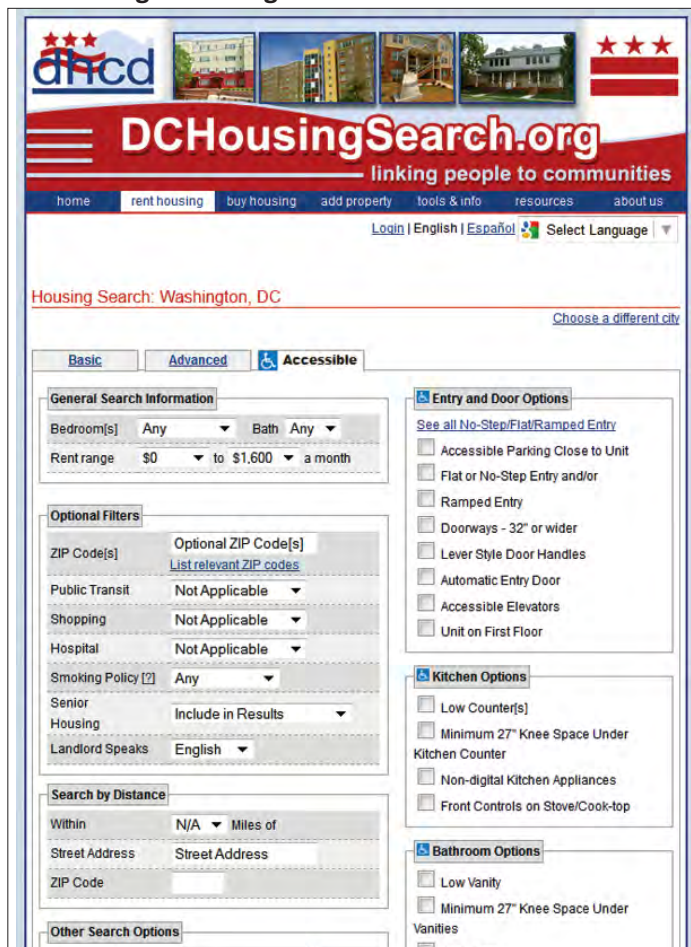 dhcd
DCHousingSearch.org
linking people to communities
home rent housing buy housing add property tools & info resources about us
Login | English | Español Select Language ▼
Housing Search: Washington, DC
Choose a different city
Basic Advanced Accessible
General Search Information
Bedroom[s] Any Bath Any
Rent range $0 to $1,600 a month
Optional Filters
ZIP Code[s] Optional ZIP Code[s]
List relevant ZIP codes
Public Transit Not Applicable
Shopping Not Applicable
Hospital Not Applicable
Smoking Policy [?] Any
Senior
Housing
Include in Results
Landlord Speaks English
Search by Distance
Within N/A Miles of
Street Address Street Address
ZIP Code
Other Search Options
Entry and Door Options
See all No-Step/Flat/Ramped Entry
Accessible Parking Close to Unit
Flat or No-Step Entry and/or
Ramped Entry
Doorways - 32" or wider
Lever Style Door Handles
Automatic Entry Door
Accessible Elevators
Unit on First Floor
Kitchen Options
Low Counter[s]
Minimum 27" Knee Space Under
Kitchen Counter
Non-digital Kitchen Appliances
Front Controls on Stove/Cook-top
Bathroom Options
Low Vanity
Minimum 27" Knee Space Under
Vanities